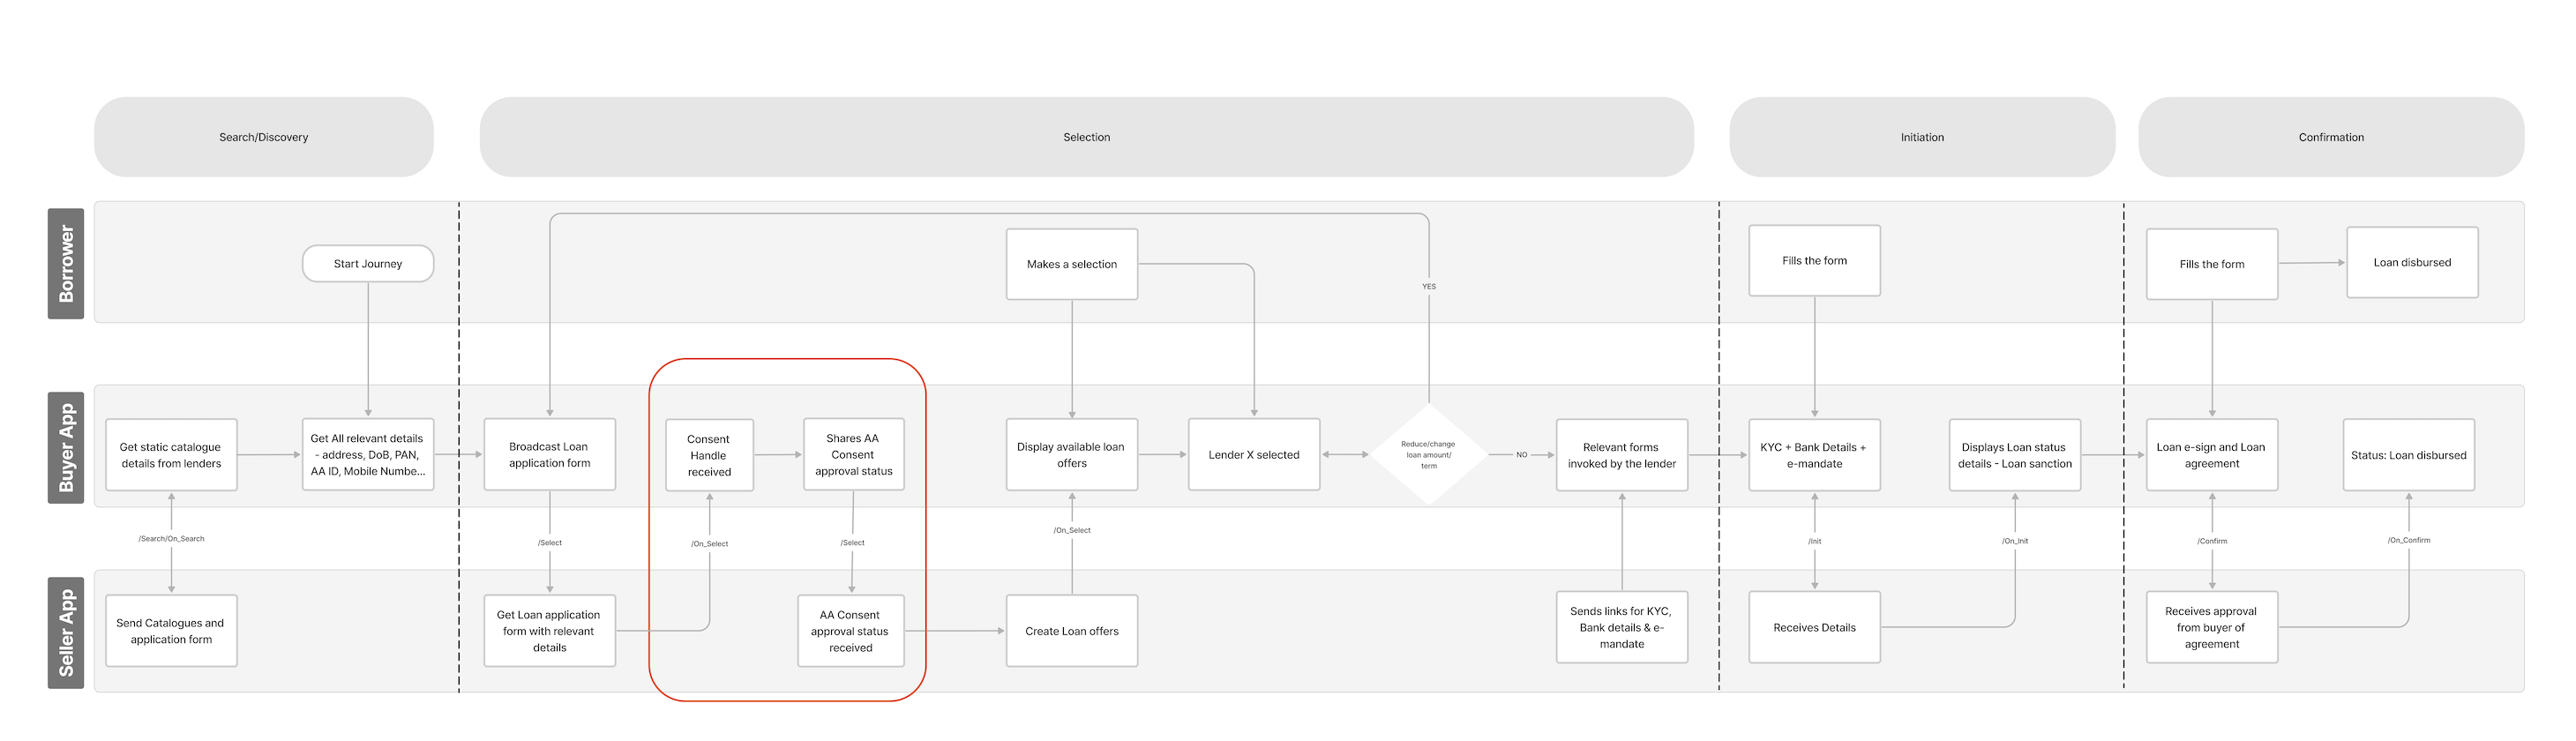 Search/Discovery
Selection
Initiation
Confirmation
Borrower
Start Journey
Makes a selection
YES
Fills the form
Fills the form
Loan disbursed
Buyer App
Get static catalogue
details from lenders
Get All relevant details
- address, DoB, PAN,
AA ID, Mobile Numbe...
Broadcast Loan
application form
Consent
Handle
received
Shares AA
Consent
approval status
Display available loan
offers
Lender X selected
Reduce/change
loan amount/
term
NO
Relevant forms
invoked by the lender
KYC + Bank Details +
e-mandate
Displays Loan status
details - Loan sanction
Loan e-sign and Loan
agreement
Status: Loan disbursed
/Search/On_Search
/Select
/On_Select
/Select
/On_Select
/Init
/On_Init
/Confirm
/On_Confirm
Seller App
Send Catalogues and
application form
Get Loan application
form with relevant
details
AA Consent
approval status
received
Create Loan offers
Sends links for KYC,
Bank details & e-
mandate
Receives Details
Receives approval
from buyer of
agreement